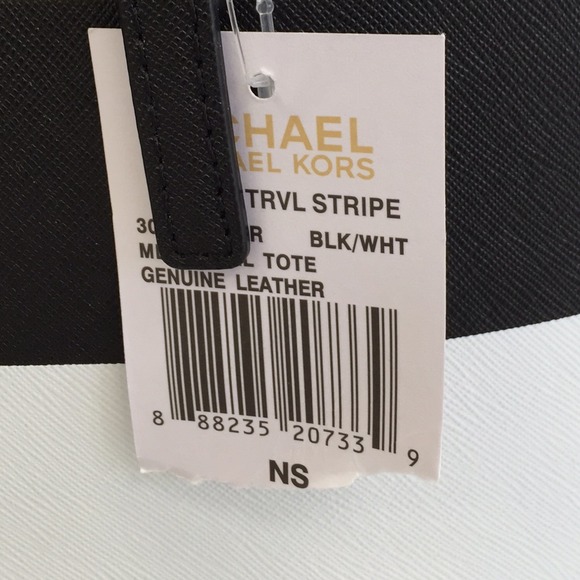 CHAEL
AEL KORS
TRVL STRIPE
30 R BLK/WHT
M L TOTE
GENUINE LEATHER
8 88235 20733 9
NS